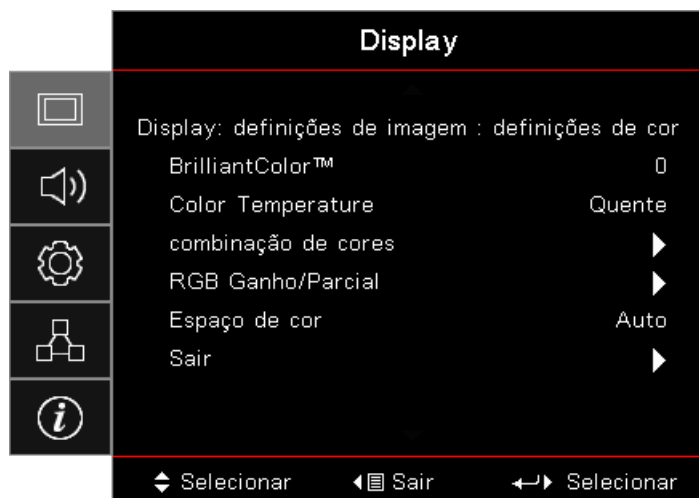 Display
Display: definições de imagem : definições de cor
BrilliantColor™ 0
Color Temperature Quente
combinação de cores
RGB Ganho/Parcial
Espaço de cor Auto
Sair
Selecionar Sair Selecionar